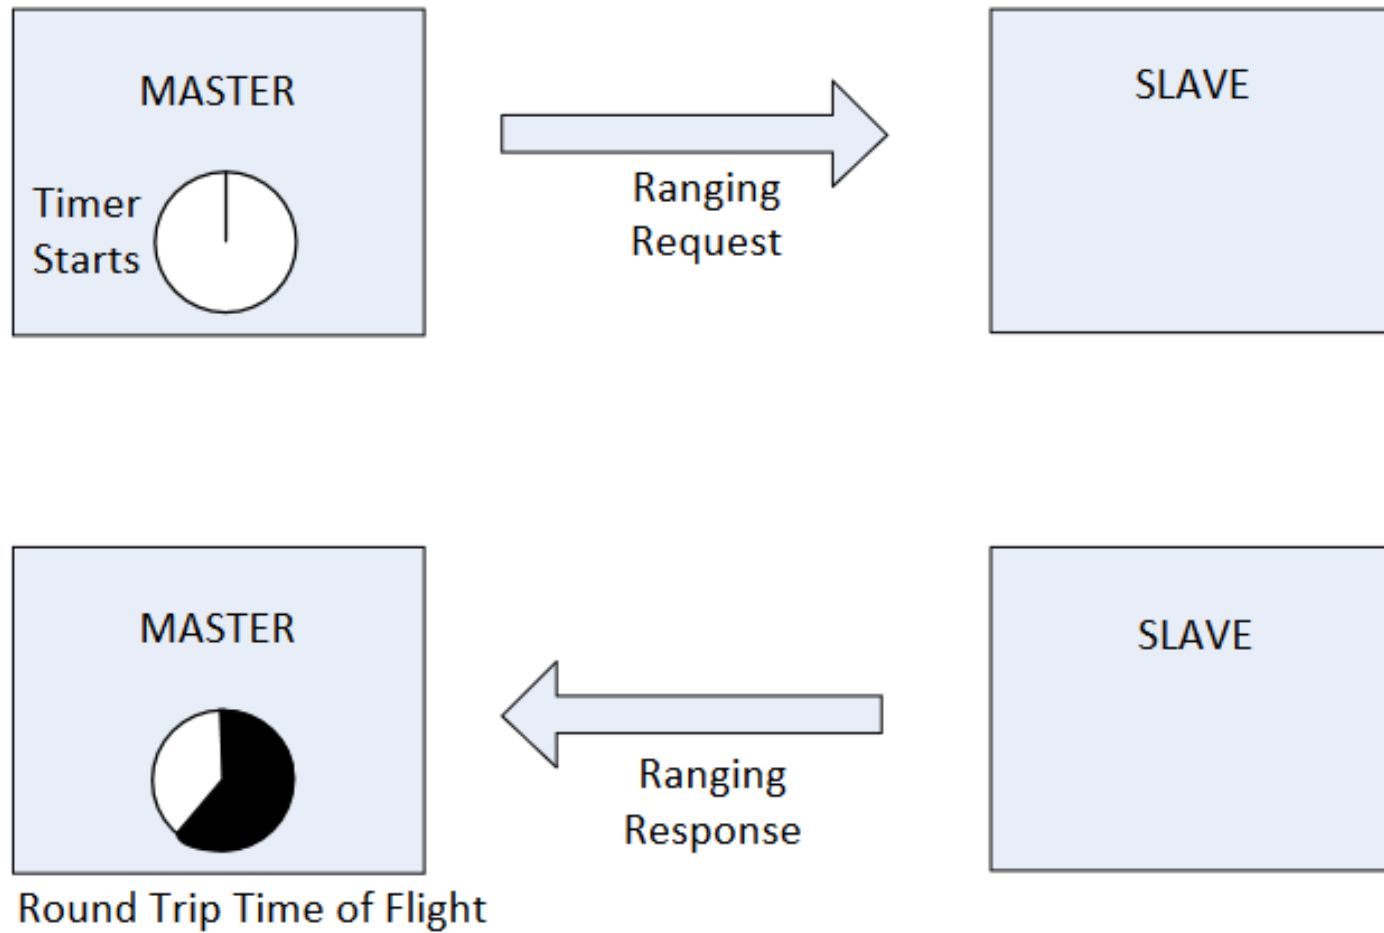 MASTER
Timer
Starts
Ranging
Request
SLAVE
MASTER
Ranging
Response
SLAVE
Round Trip Time of Flight